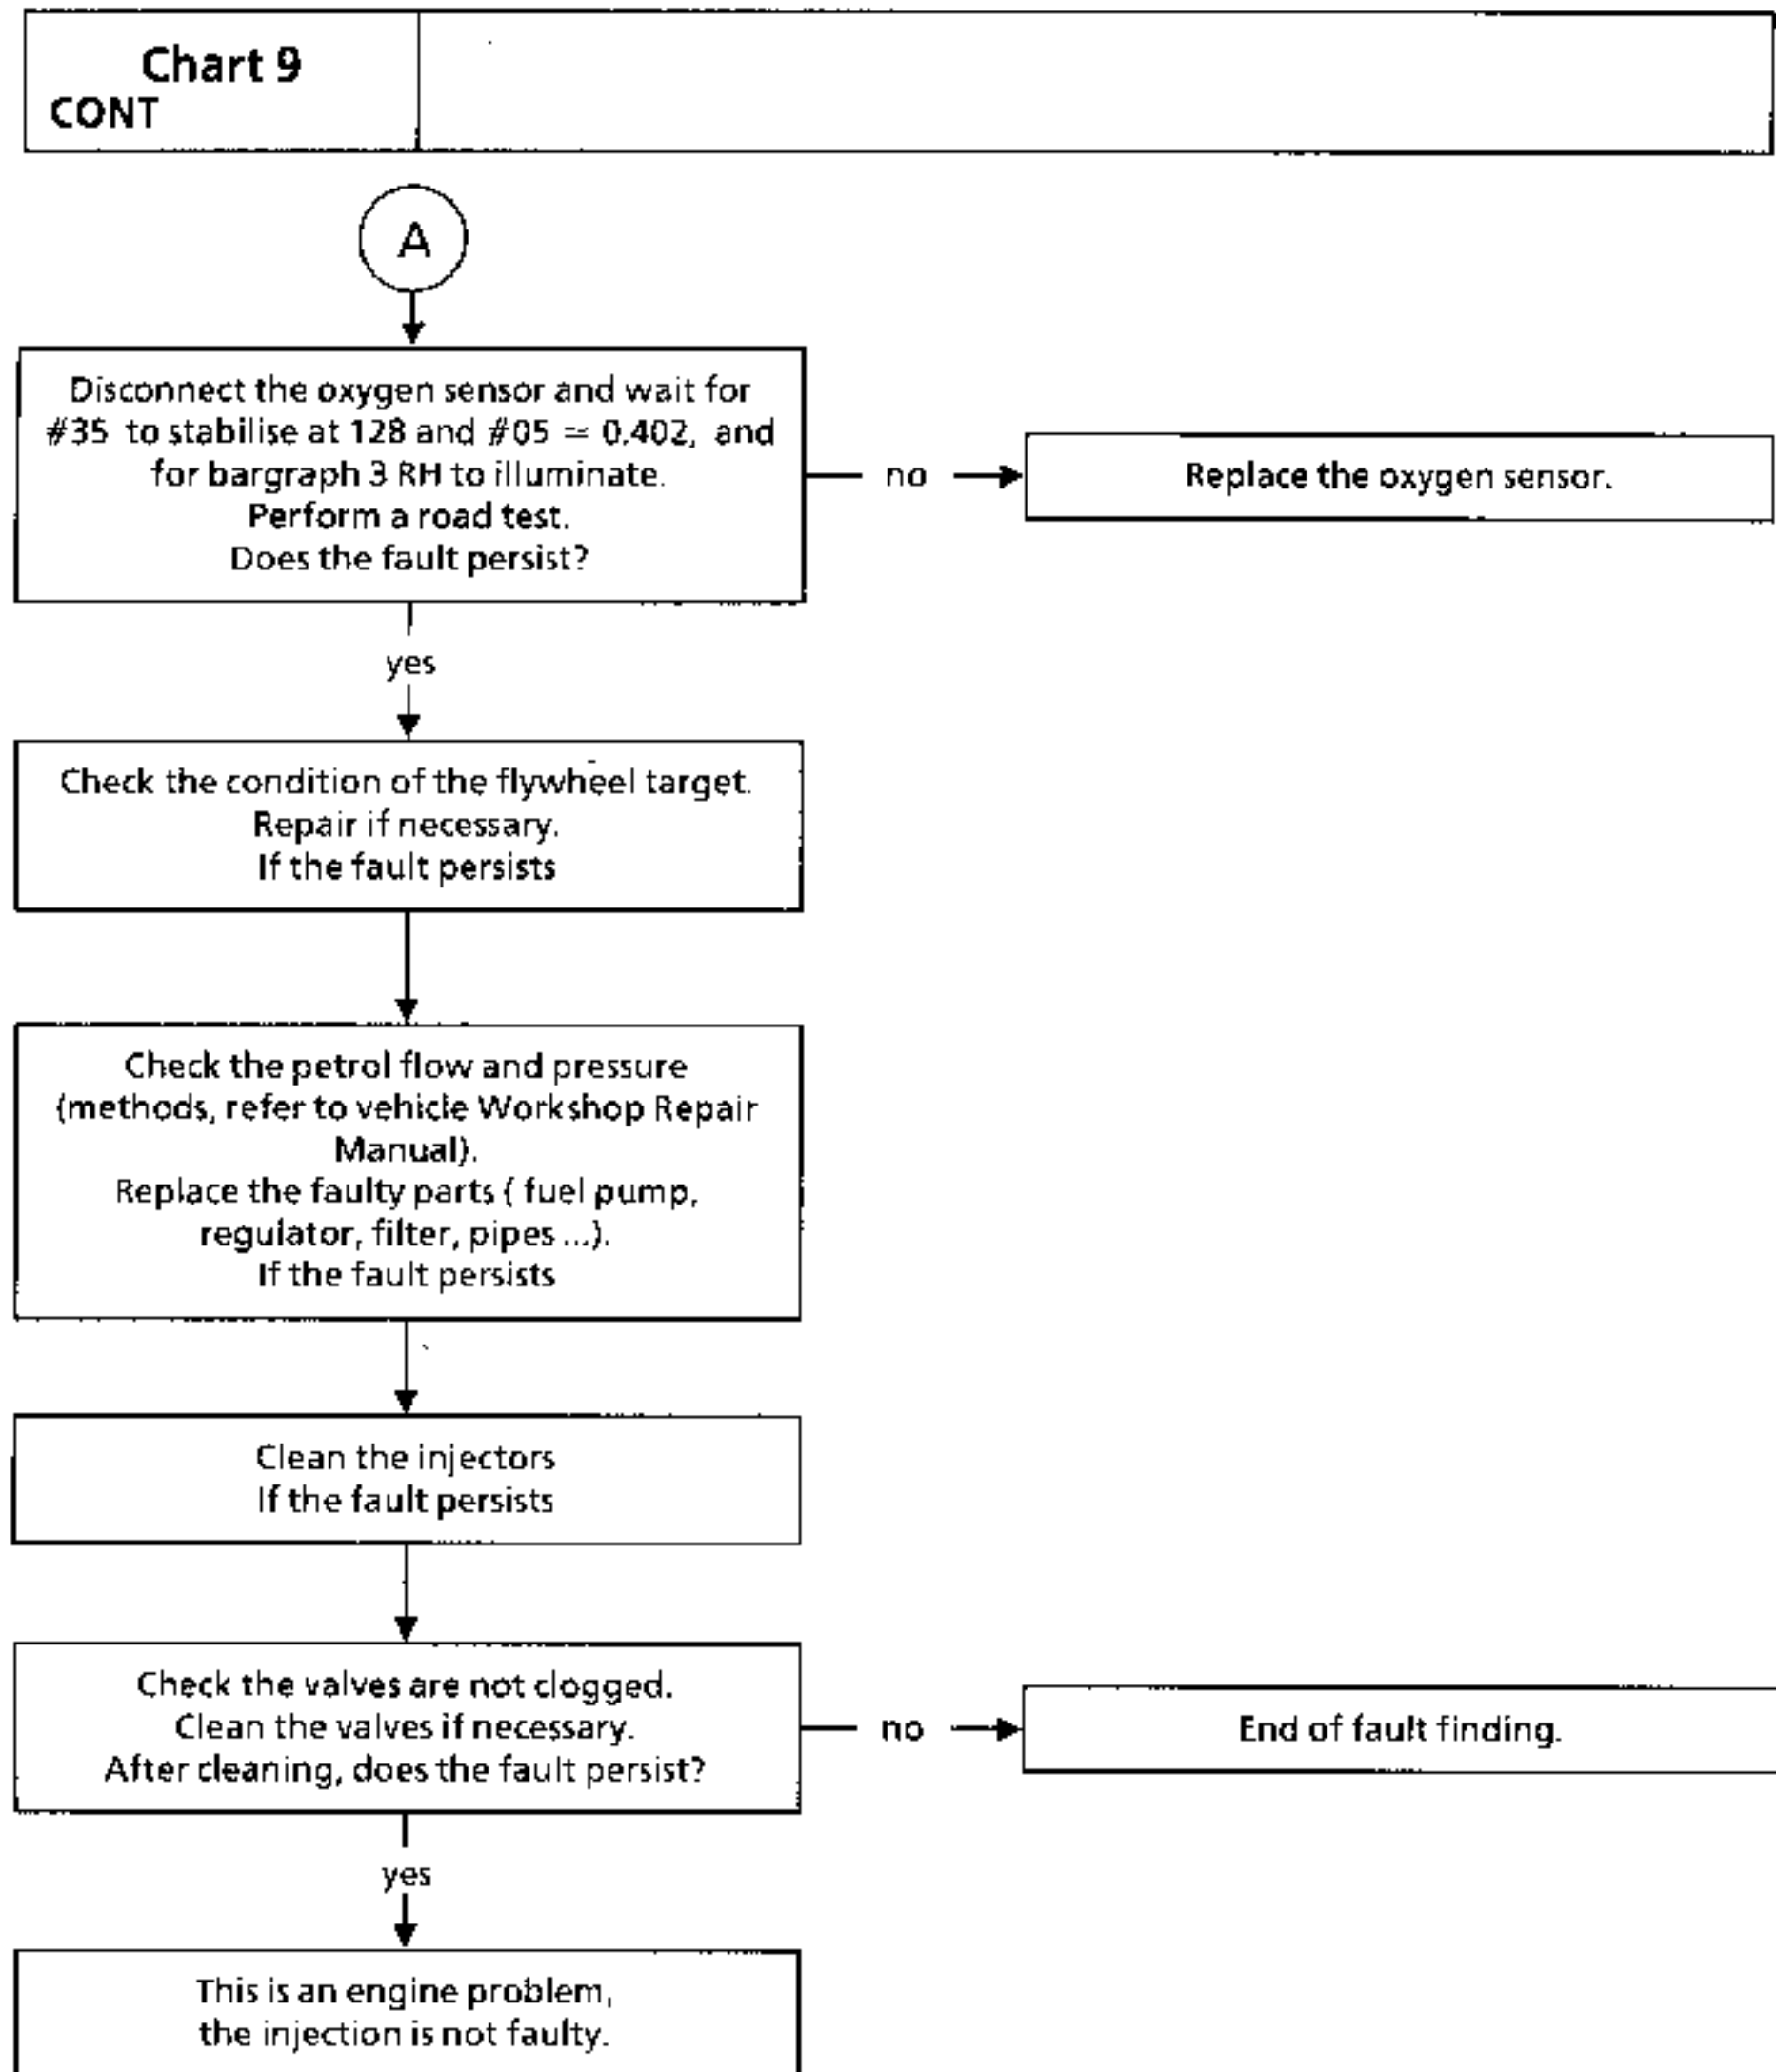 Chart 9
CONT
A
Disconnect the oxygen sensor and wait for
#35 to stabilise at 128 and #05 ≃ 0.402, and
for bargraph 3 RH to illuminate.
Perform a road test.
Does the fault persist?
no
Replace the oxygen sensor.
yes
Check the condition of the flywheel target.
Repair if necessary.
If the fault persists
Check the petrol flow and pressure
(methods, refer to vehicle Workshop Repair
Manual).
Replace the faulty parts ( fuel pump,
regulator, filter, pipes ...).
If the fault persists
Clean the injectors
If the fault persists
Check the valves are not clogged.
Clean the valves if necessary.
After cleaning, does the fault persist?
no
End of fault finding.
yes
This is an engine problem,
the injection is not faulty.